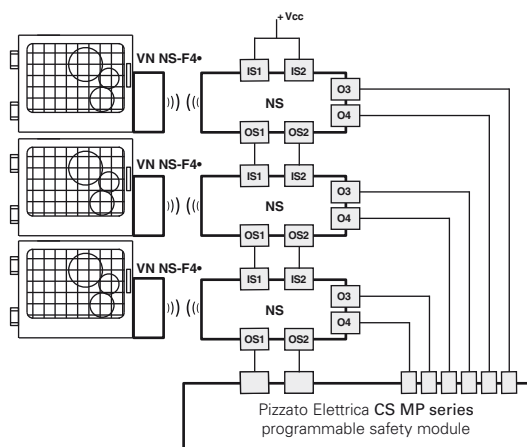 +Vcc
VN NS-F4•
IS1 IS2
NS
O3
O4
OS1 OS2
VN NS-F4•
IS1 IS2
NS
O3
O4
OS1 OS2
VN NS-F4•
IS1 IS2
NS
O3
O4
OS1 OS2
Pizzato Elettrica CS MP series
programmable safety module